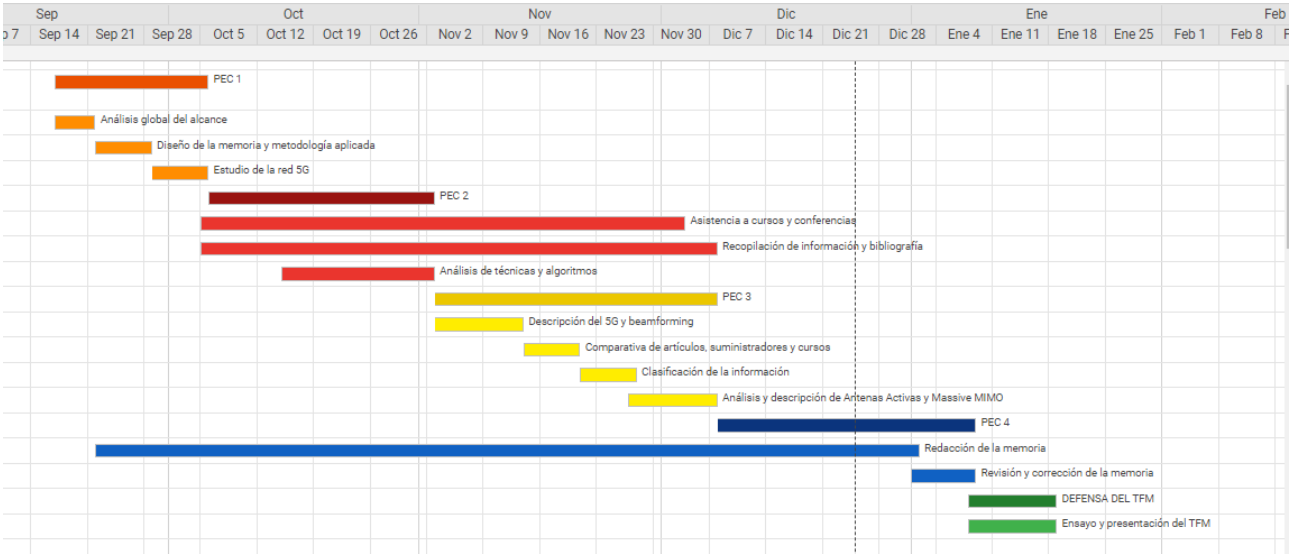 Sep Oct Nov Dic Ene Feb
7 Sep 14 Sep 21 Sep 28 Oct 5 Oct 12 Oct 19 Oct 26 Nov 2 Nov 9 Nov 16 Nov 23 Nov 30 Dic 7 Dic 14 Dic 21 Dic 28 Ene 4 Ene 11 Ene 18 Ene 25 Feb 1 Feb 8
PEC 1
Análisis global del alcance
Diseño de la memoria y metodología aplicada
Estudio de la red 5G
PEC 2
Asistencia a cursos y conferencias
Recopilación de información y bibliografía
Análisis de técnicas y algoritmos
PEC 3
Descripción del 5G y beamforming
Comparativa de artículos, suministradores y cursos
Clasificación de la información
Análisis y descripción de Antenas Activas y Massive MIMO
PEC 4
Redacción de la memoria
Revisión y corrección de la memoria
DEFENSA DEL TFM
Ensayo y presentación del TFM